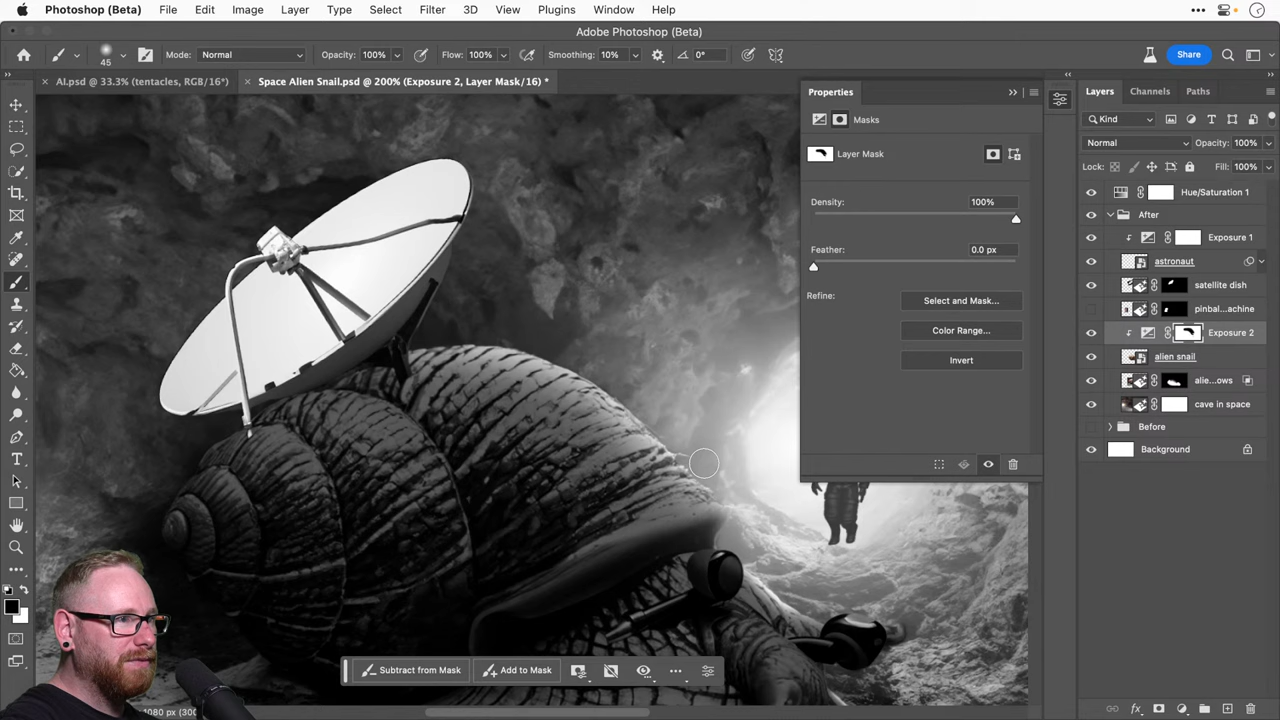 Photoshop (Beta) File Edit Image Layer Type Select Filter 3D View Plugins Window Help
Adobe Photoshop (Beta)
45 Mode: Normal Opacity: 100% Flow: 100% Smoothing: 10% 0° Share
AI.psd @ 33.3% (tentacles, RGB/16*) Space Alien Snail.psd @ 200% (Exposure 2, Layer Mask/16) *
Properties
Masks
Layer Mask
Density: 100%
Feather: 0.0 px
Refine: Select and Mask...
Color Range...
Invert
Layers Channels Paths
Kind
Normal Opacity: 100%
Lock: Fill: 100%
Hue/Saturation 1
After
Exposure 1
astronaut
satellite dish
pinbal...achine
Exposure 2
alien snail
alie...ows
cave in space
Before
Background
Subtract from Mask Add to Mask
1080 px (300